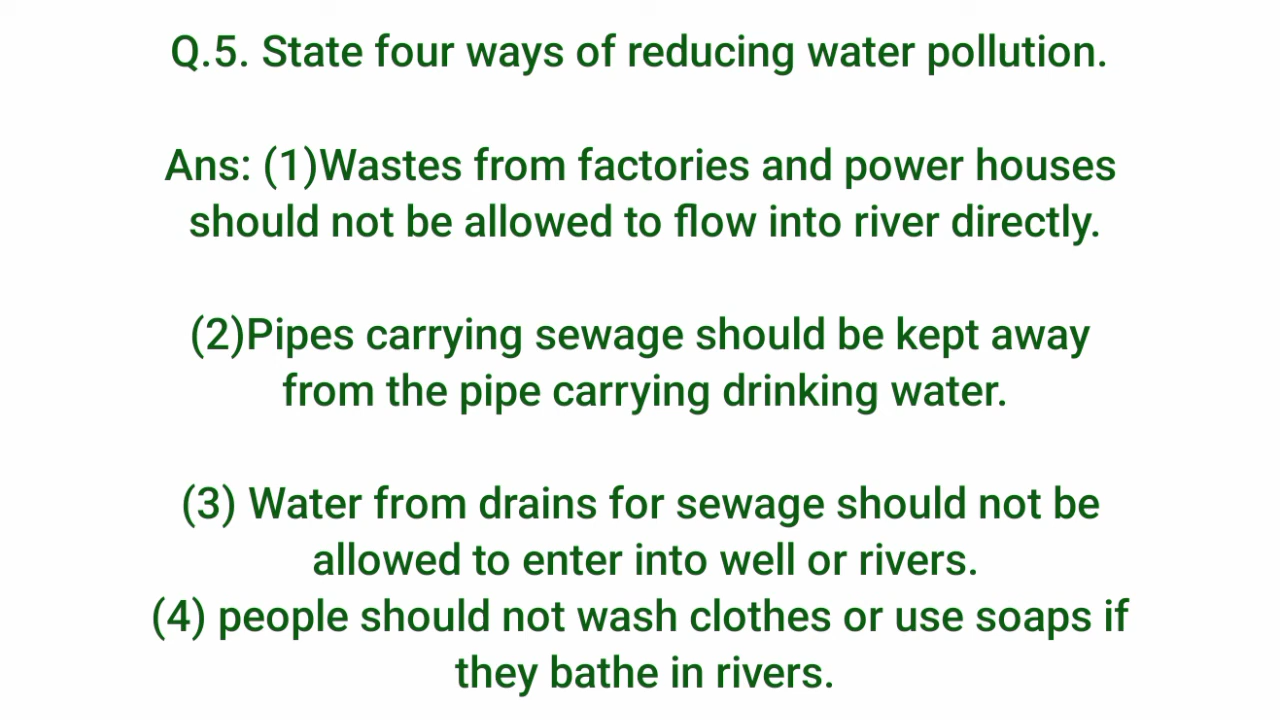 Q.5. State four ways of reducing water pollution.
Ans: (1)Wastes from factories and power houses
should not be allowed to flow into river directly.
(2)Pipes carrying sewage should be kept away
from the pipe carrying drinking water.
(3) Water from drains for sewage should not be
allowed to enter into well or rivers.
(4) people should not wash clothes or use soaps if
they bathe in rivers.